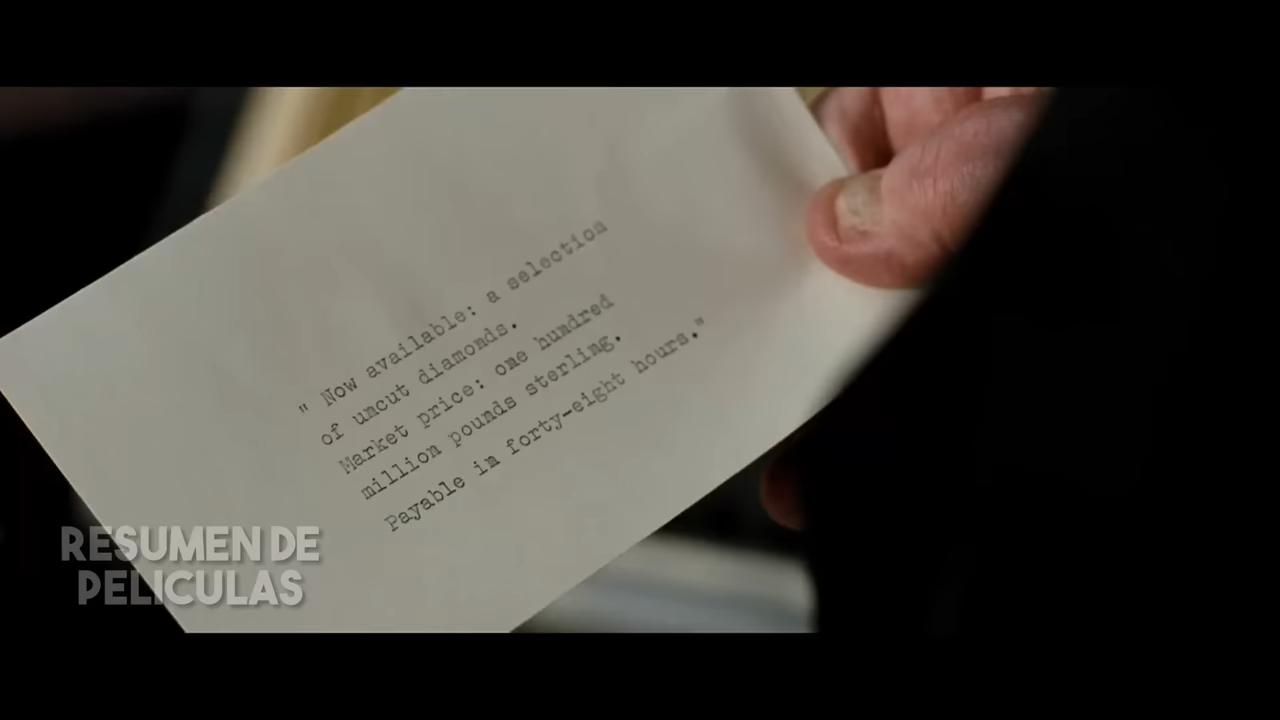 " Now available: a selection
of uncut diamonds.
Market price: one hundred
million pounds sterling.
Payable in forty-eight hours."
RESUMEN DE
PELICULAS